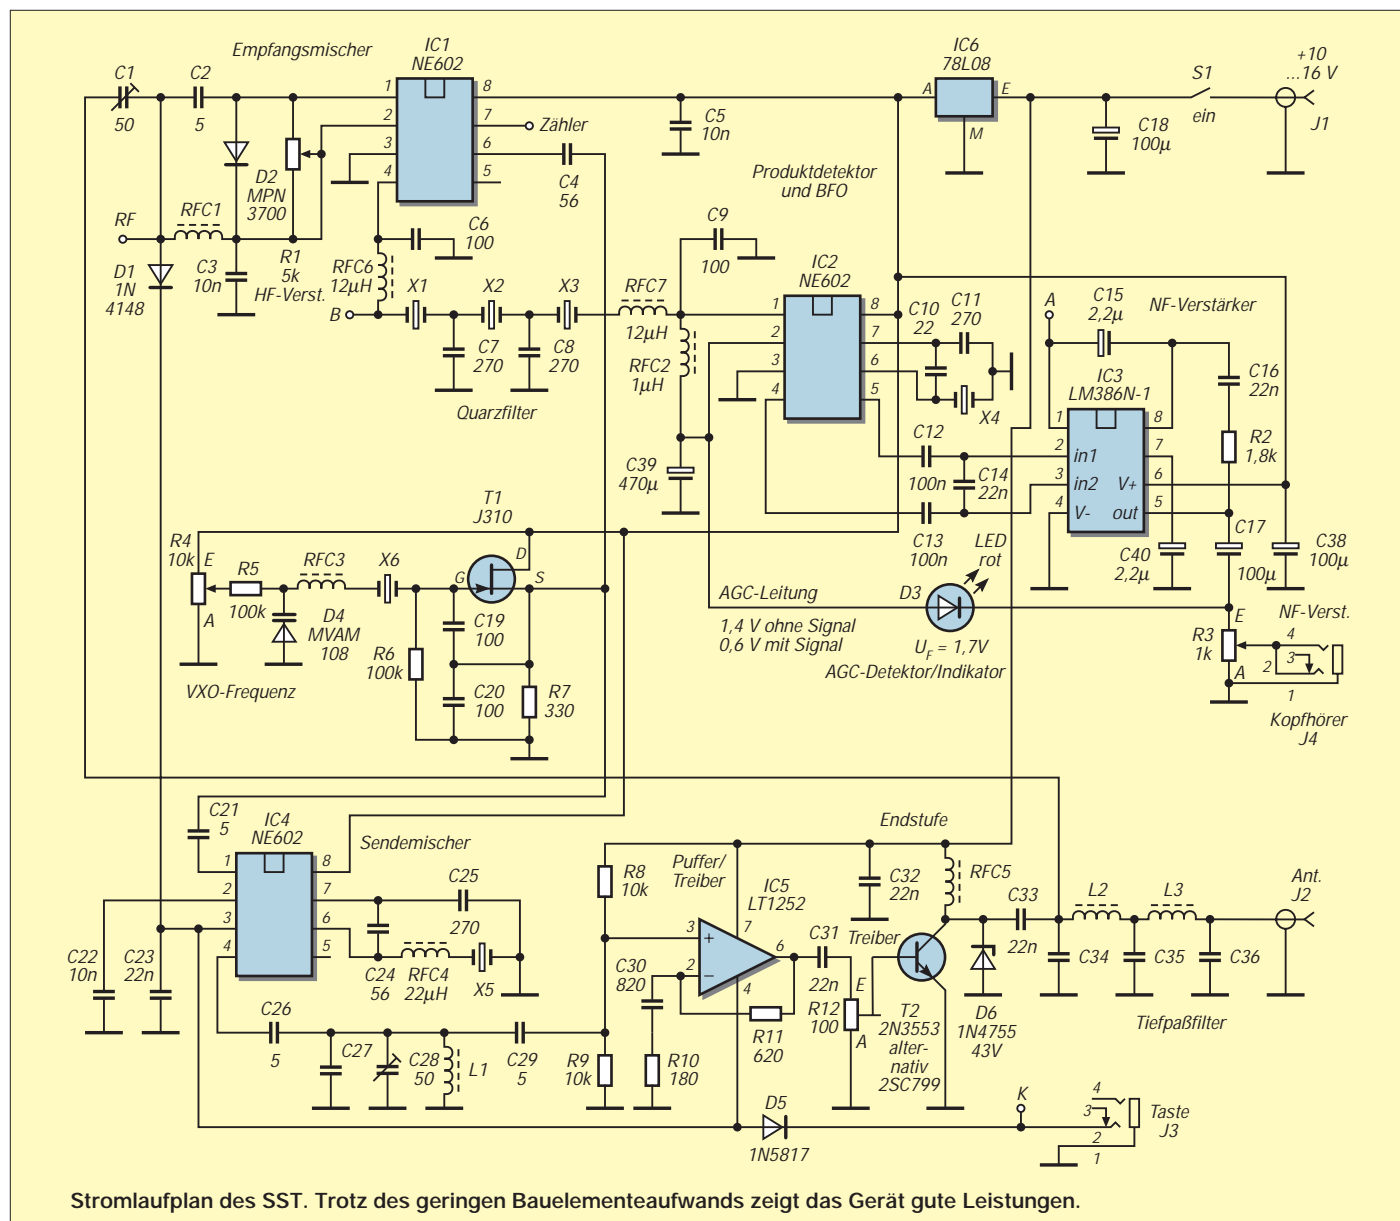 Empfangsmischer
IC1
NE602
IC6
78L08
+10
...16 V
C1
50
C2
5
1
2
3
4
8
7
6
5
Zähler
C4
56
C5
10n
A
E
M
S1
ein
J1
C18
100µ
D2
MPN
3700
RFC1
RF
D1
1N
4148
C3
10n
R1
5k
HF-Verst.
C6
100
RFC6
12µH
B
X1
X2
X3
C7
270
C8
270
Quarzfilter
RFC7
12µH
C9
100
RFC2
1µH
C39
470µ
Produktdetektor
und BFO
IC2
NE602
1
2
3
4
8
7
6
5
C10
22
C11
270
X4
C12
100n
C14
22n
C13
100n
A
C15
2,2µ
NF-Verstärker
IC3
LM386N-1
1
2
3
4
in1
in2
V-
V+
out
8
7
6
5
C16
22n
R2
1,8k
C17
100µ
C38
100µ
C40
2,2µ
T1
J310
D
G
S
R4
10k
E
A
R5
100k
RFC3
X6
D4
MVAM
108
VXO-Frequenz
R6
100k
C19
100
C20
100
R7
330
AGC-Leitung
1,4 V ohne Signal
0,6 V mit Signal
D3
LED
rot
UF = 1,7V
AGC-Detektor/Indikator
NF-Verst.
E
R3
1k
A
4
3
2
1
Kopfhörer
J4
C21
5
IC4
NE602
Sendemischer
1
2
3
4
8
7
6
5
C25
270
C22
10n
C23
22n
C24
56
RFC4
22µH
X5
C26
5
C27
C28
50
L1
C29
5
R8
10k
R9
10k
Puffer/
Treiber
IC5
LT1252
3
2
7
6
4
+
−
C30
820
R10
180
R11
620
C31
22n
Treiber
E
R12
100
A
Endstufe
C32
22n
RFC5
T2
2N3553
alter-
nativ
2SC799
C33
22n
D6
1N4755
43V
L2
L3
C34
C35
C36
Tiefpaßfilter
Ant.
J2
D5
1N5817
K
4
3
2
1
Taste
J3
Stromlaufplan des SST. Trotz des geringen Bauelementeaufwands zeigt das Gerät gute Leistungen.